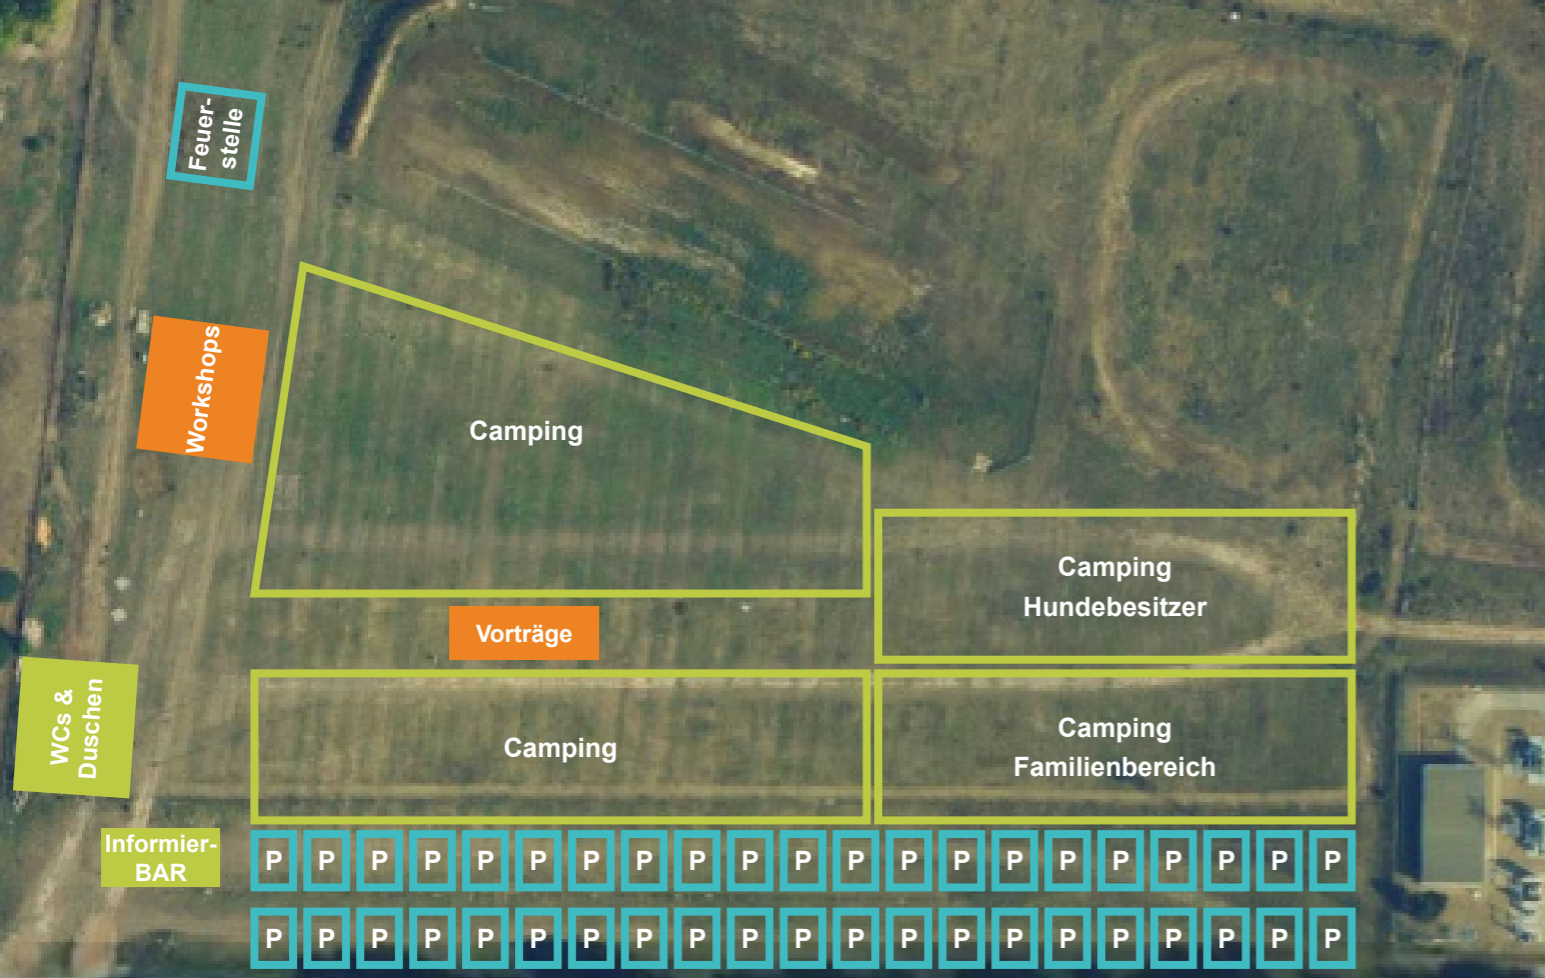 Feuer-
stelle
Workshops
Camping
Camping
Hundebesitzer
Vorträge
WCs &
Duschen
Camping
Camping
Familienbereich
Informier-
BAR
P P P P P P P P P P P P P P P P P P P P P
P P P P P P P P P P P P P P P P P P P P P